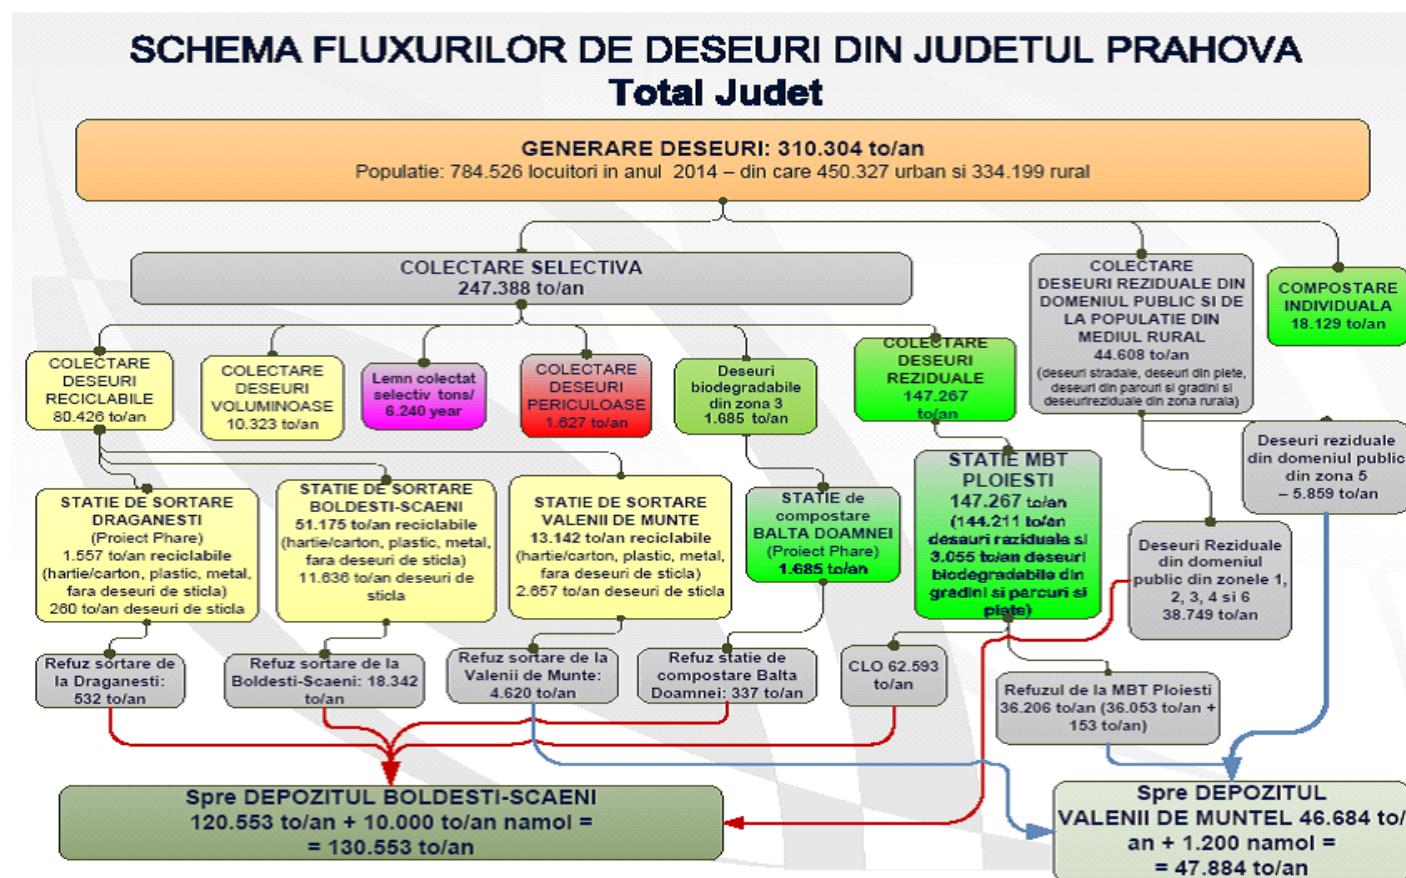 SCHEMA FLUXURILOR DE DESEURI DIN JUDETUL PRAHOVA
Total Judet
GENERARE DESEURI: 310.304 to/an
Populatie: 784.526 locuitori in anul 2014 – din care 450.327 urban si 334.199 rural
COLECTARE SELECTIVA
247.388 to/an
COLECTARE
DESEURI REZIDUALE DIN
DOMENIUL PUBLIC SI DE
LA POPULATIE DIN
MEDIUL RURAL
44.608 to/an
(deseuri stradale, deseuri din piete,
deseuri din parcuri si gradini si
deseurireziduale din zona rurala)
COMPOSTARE
INDIVIDUALA
18.129 to/an
COLECTARE
DESEURI
RECICLABILE
80.426 to/an
COLECTARE
DESEURI
VOLUMINOASE
10.323 to/an
Lemn colectat
selectiv tons/
6.240 year
COLECTARE
DESEURI
PERICULOASE
1.627 to/an
Deseuri
biodegradabile
din zona 3
1.685 to/an
COLECTARE
DESEURI
REZIDUALE
147.267
to/an
Deseuri reziduale
din domeniul public
din zona 5
– 5.859 to/an
STATIE DE SORTARE
DRAGANESTI
(Proiect Phare)
1.557 to/an reciclabile
(hartie/carton, plastic, metal,
fara deseuri de sticla)
260 to/an deseuri de sticla
STATIE DE SORTARE
BOLDESTI-SCAENI
51.175 to/an reciclabile
(hartie/carton, plastic, metal,
fara deseuri de sticla)
11.636 to/an deseuri de
sticla
STATIE DE SORTARE
VALENII DE MUNTE
13.142 to/an reciclabile
(hartie/carton, plastic, metal,
fara deseuri de sticla)
2.657 to/an deseuri de sticla
STATIE de
compostare
BALTA DOAMNEI
(Proiect Phare)
1.685 to/an
STATIE MBT
PLOIESTI
147.267 to/an
(144.211 to/an
deseuri reziduale si
3.055 to/an deseuri
biodegradabile din
gradini si parcuri si
piete)
Deseuri Reziduale
din domeniul
public din zonele 1,
2, 3, 4 si 6
38.749 to/an
Refuz sortare de
la Draganesti:
532 to/an
Refuz sortare de la
Boldesti-Scaeni: 18.342
to/an
Refuz sortare de la
Valenii de Munte:
4.620 to/an
Refuz statie de
compostare Balta
Doamnei: 337 to/an
CLO 62.593
to/an
Refuzul de la MBT Ploiesti
36.206 to/an (36.053 to/an +
153 to/an)
Spre DEPOZITUL BOLDESTI-SCAENI
120.553 to/an + 10.000 to/an namol =
= 130.553 to/an
Spre DEPOZITUL
VALENII DE MUNTEL 46.684 to/
an + 1.200 namol =
= 47.884 to/an